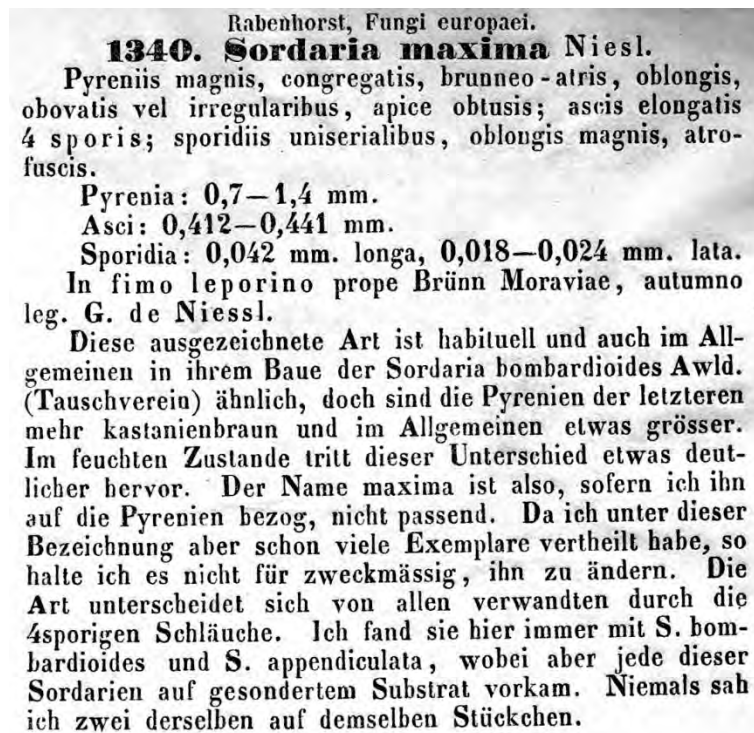 Rabenhorst, Fungi europaei.
1340. Sordaria maxima Niesl.
Pyreniis magnis, congregatis, brunneo-atris, oblongis,
obovatis vel irregularibus, apice obtusis; ascis elongatis
4 sporis; sporidiis uniserialibus, oblongis magnis, atro-
fuscis.
Pyrenia: 0,7—1,4 mm.
Asci: 0,412—0,441 mm.
Sporidia: 0,042 mm. longa, 0,018—0,024 mm. lata.
In fimo leporino prope Brünn Moraviae, autumno
leg. G. de Niessl.
Diese ausgezeichnete Art ist habituell und auch im All-
gemeinen in ihrem Baue der Sordaria bombardioides Awld.
(Tauschverein) ähnlich, doch sind die Pyrenien der letzteren
mehr kastanienbraun und im Allgemeinen etwas grösser.
Im feuchten Zustande tritt dieser Unterschied etwas deut-
licher hervor. Der Name maxima ist also, sofern ich ihn
auf die Pyrenien bezog, nicht passend. Da ich unter dieser
Bezeichnung aber schon viele Exemplare vertheilt habe, so
halte ich es nicht für zweckmässig, ihn zu ändern. Die
Art unterscheidet sich von allen verwandten durch die
4sporigen Schläuche. Ich fand sie hier immer mit S. bom-
bardioides und S. appendiculata, wobei aber jede dieser
Sordarien auf gesondertem Substrat vorkam. Niemals sah
ich zwei derselben auf demselben Stückchen.